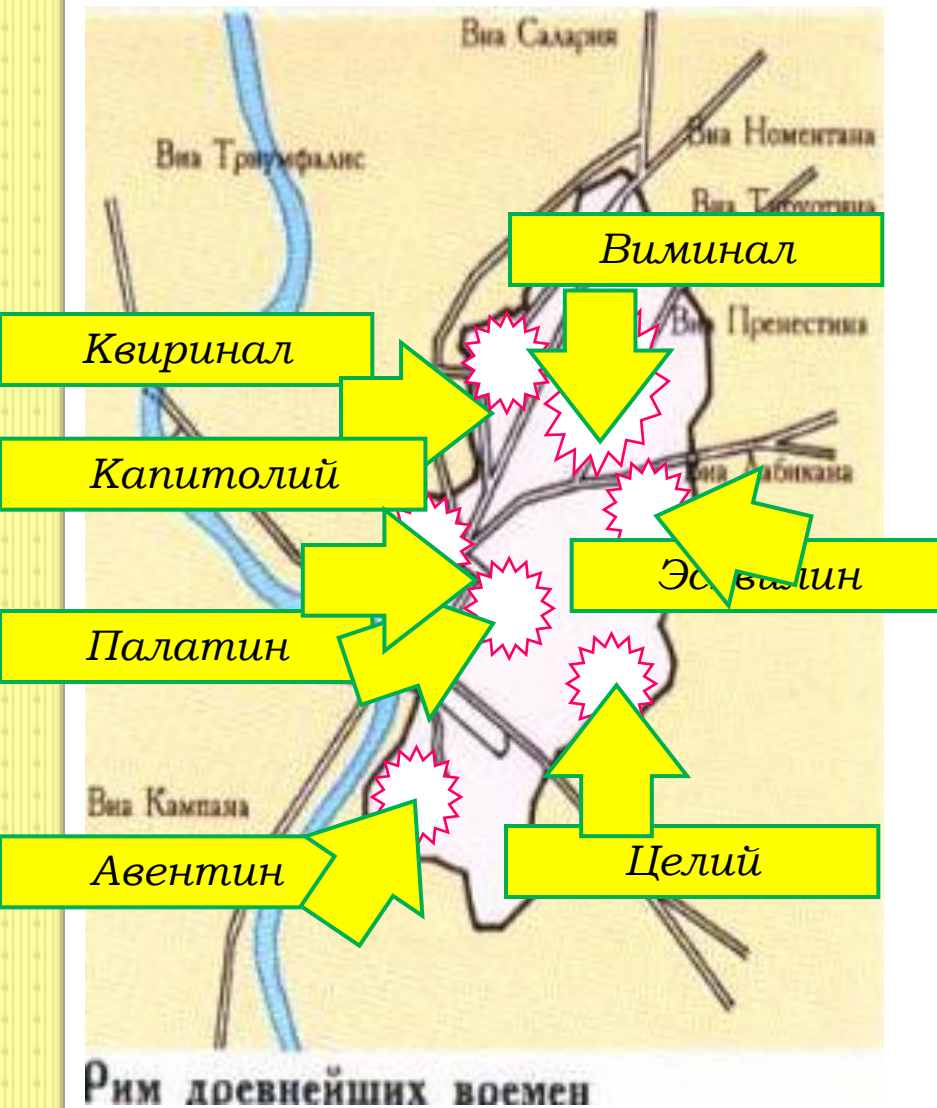 Виа Салария
Виа Номентана
Виа Триумфалис
Виминал
Виа Пренестина
Квиринал
Капитолий
Эсквилин
Палатин
Виа Кампана
Авентин
Целий
Рим древнейших времен